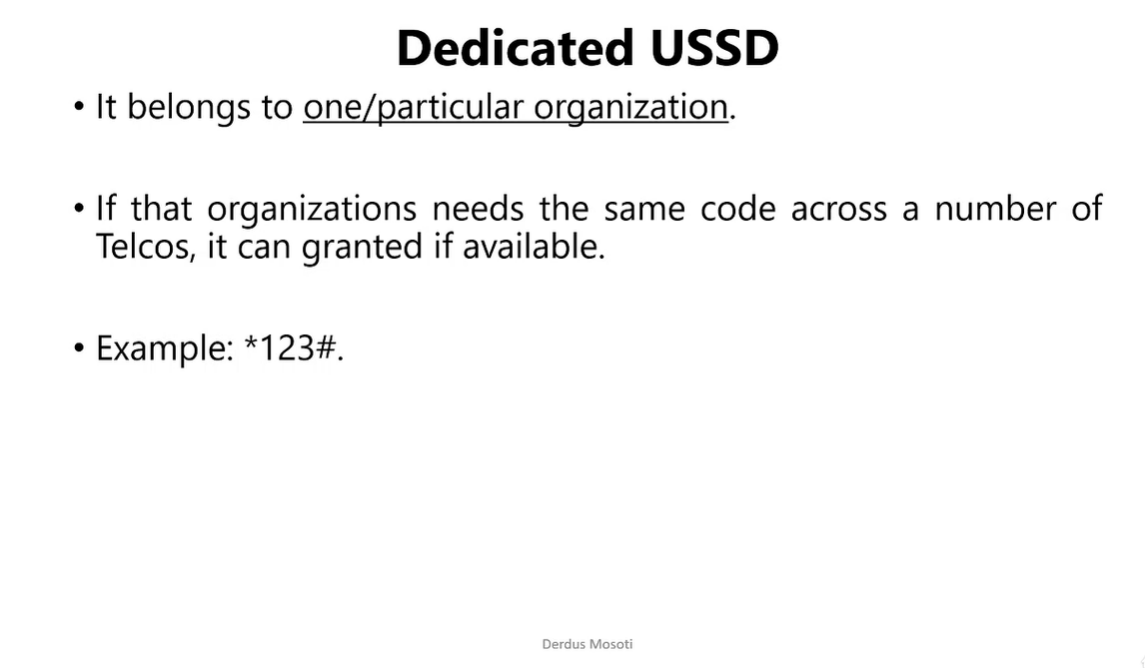 Dedicated USSD
• It belongs to one/particular organization.
• If that organizations needs the same code across a number of
Telcos, it can granted if available.
• Example: *123#.
Derdus Mosoti